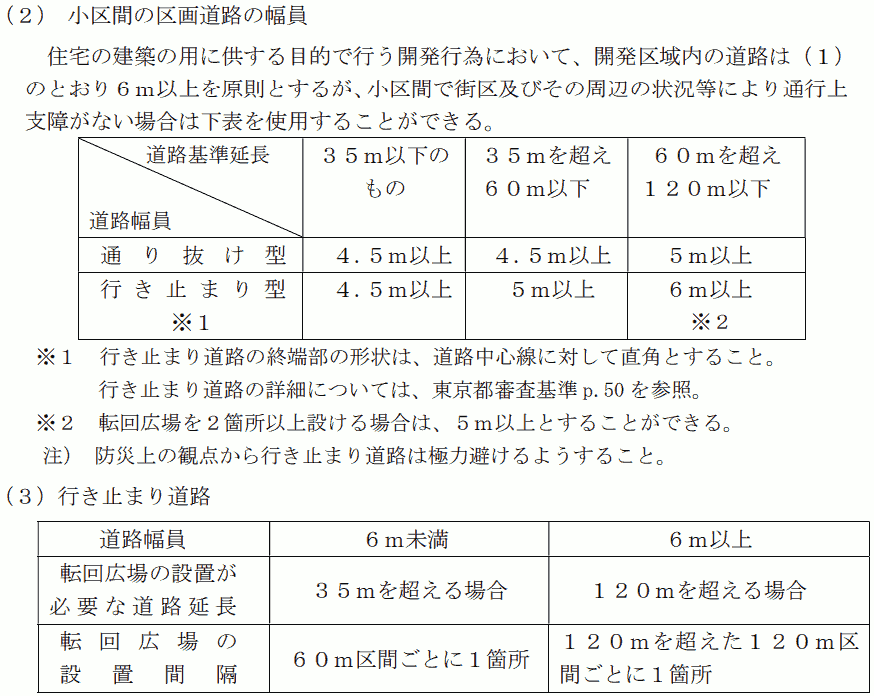 （２） 小区間の区画道路の幅員
住宅の建築の用に供する目的で行う開発行為において、開発区域内の道路は（１）
のとおり６ｍ以上を原則とするが、小区間で街区及びその周辺の状況等により通行上
支障がない場合は下表を使用することができる。
道路基準延長
道路幅員
３５ｍ以下の
もの
３５ｍを超え
６０ｍ以下
６０ｍを超え
１２０ｍ以下
通り抜け型
４．５ｍ以上
４．５ｍ以上
５ｍ以上
行き止まり型
※１
４．５ｍ以上
５ｍ以上
６ｍ以上
※２
※１ 行き止まり道路の終端部の形状は、道路中心線に対して直角とすること。
行き止まり道路の詳細については、東京都審査基準 p.50 を参照。
※２ 転回広場を２箇所以上設ける場合は、５ｍ以上とすることができる。
注） 防災上の観点から行き止まり道路は極力避けるようすること。
（３）行き止まり道路
道路幅員
６ｍ未満
６ｍ以上
転回広場の設置が
必要な道路延長
３５ｍを超える場合
１２０ｍを超える場合
転回広場の
設置間隔
６０ｍ区間ごとに１箇所
１２０ｍを超えた１２０ｍ区
間ごとに１箇所